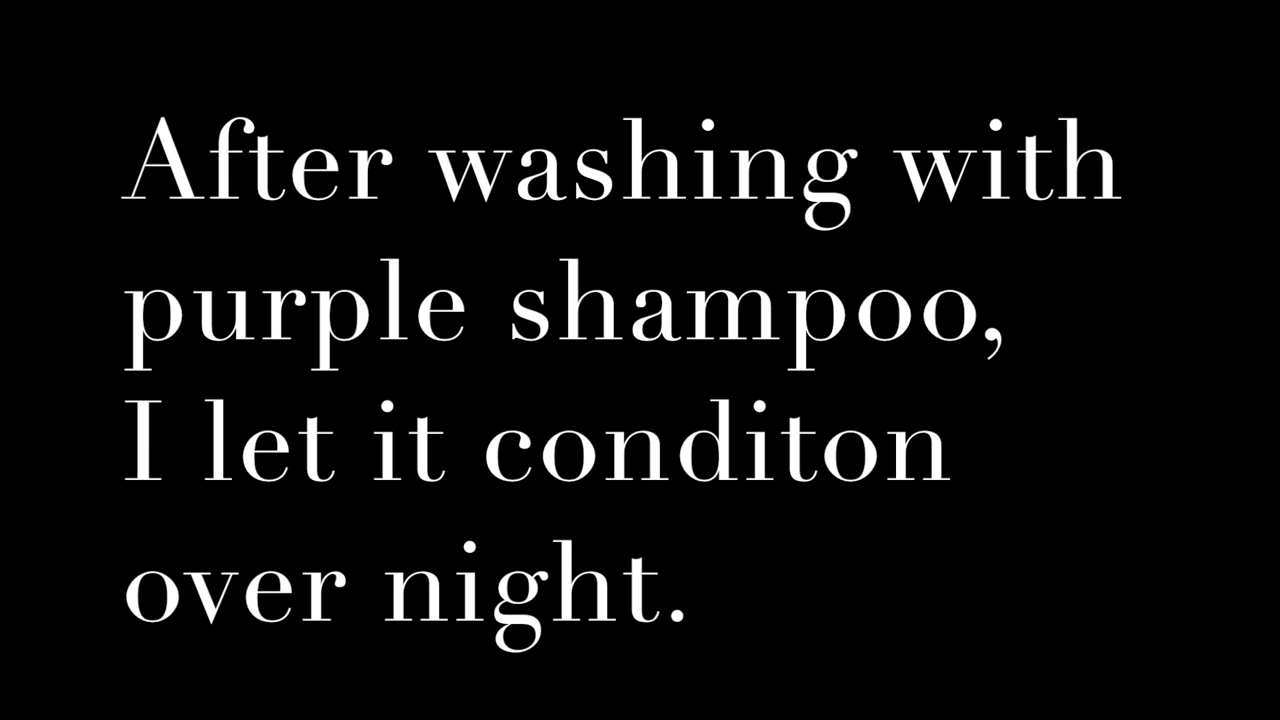 After washing with
purple shampoo,
I let it conditon
over night.